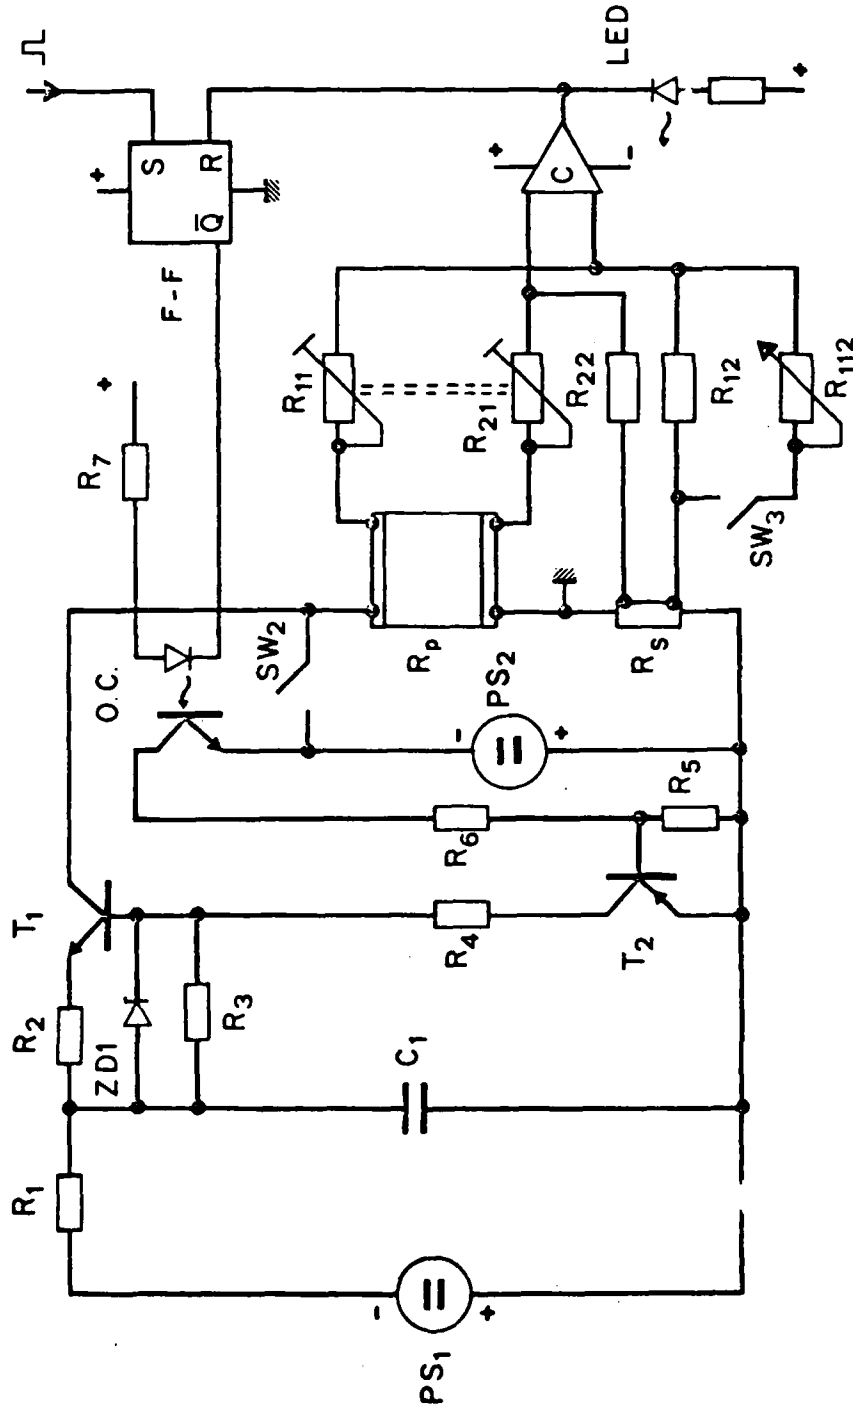 PS1
-
+
R1
R2
ZD1
R3
C1
T1
R4
T2
R6
R5
O.C.
R7
+
SW2
PS2
-
+
Rp
Rs
F-F
+
S
R
Q̅
R11
R21
R22
R12
R112
SW3
C
+
-
LED
+